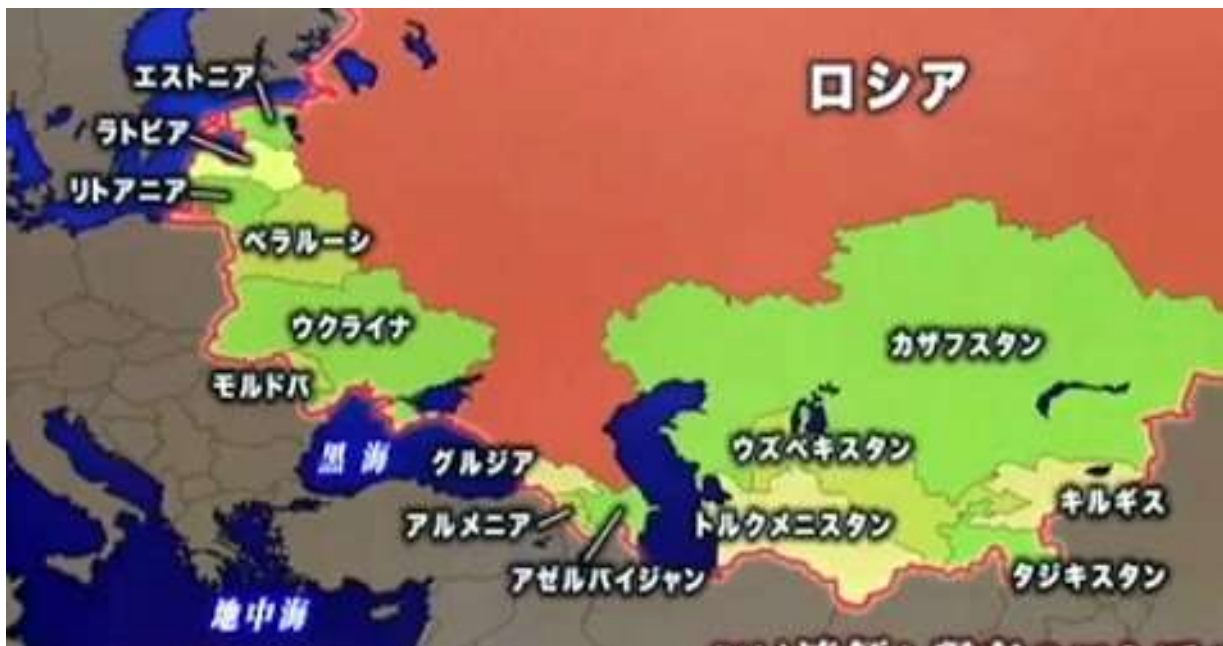 エストニア
ロシア
ラトビア
リトアニア
ベラルーシ
ウクライナ
カザフスタン
モルドバ
黒海
グルジア
ウズベキスタン
アルメニア
トルクメニスタン
キルギス
アゼルバイジャン
タジキスタン
地中海